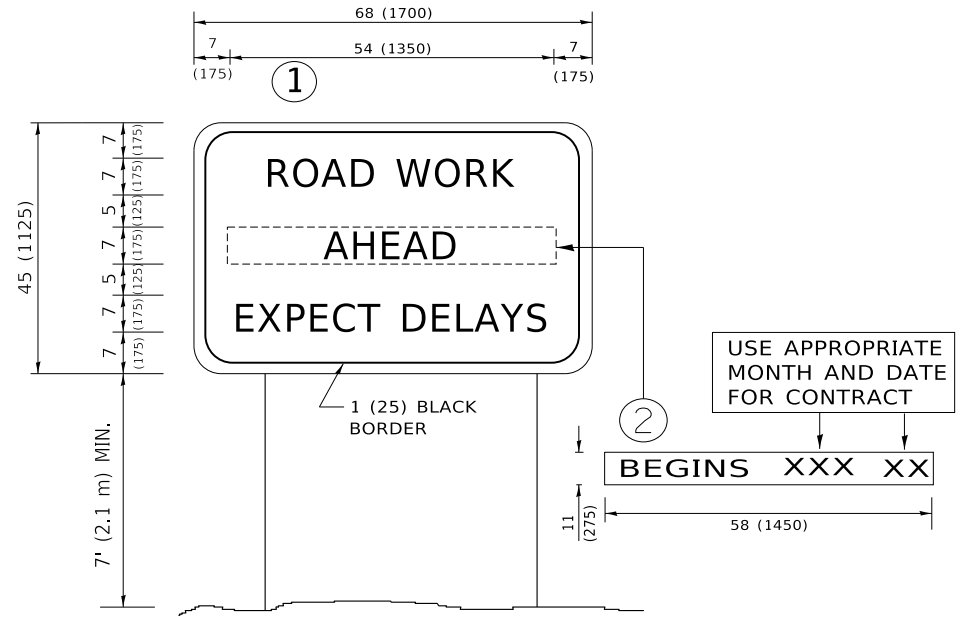 68 (1700)
7
54 (1350)
7
(175)
(175)
1
45 (1125)
7 (175)
7 (175)
5 (125)
7 (175)
5 (125)
7 (175)
7 (175)
ROAD WORK
AHEAD
EXPECT DELAYS
USE APPROPRIATE
MONTH AND DATE
FOR CONTRACT
1 (25) BLACK
BORDER
2
7' (2.1 m) MIN.
BEGINS XXX XX
11
(275)
58 (1450)